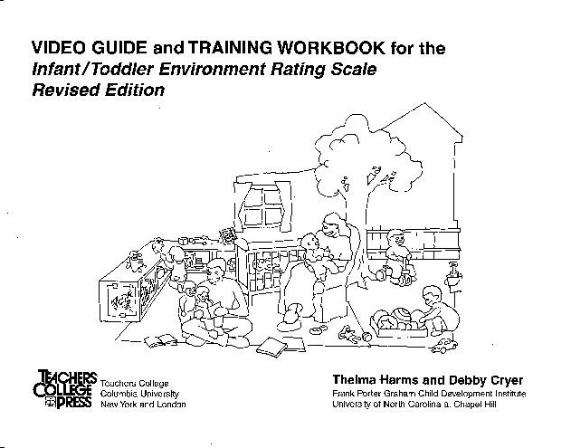 VIDEO GUIDE and TRAINING WORKBOOK for the
Infant/Toddler Environment Rating Scale
Revised Edition
TEACHERS
COLLEGE
PRESS
Teachers College
Columbia University
New York and London
Thelma Harms and Debby Cryer
Frank Porter Graham Child Development Institute
University of North Carolina a. Chapel Hill